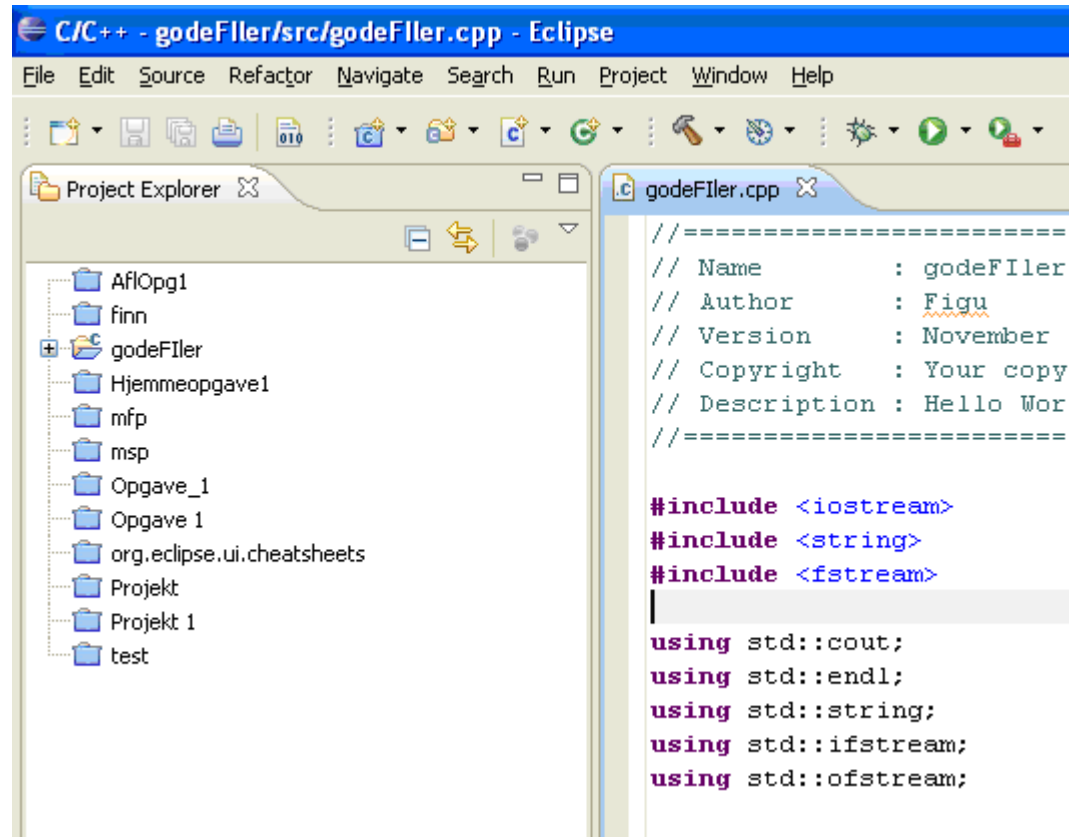 C/C++ - godeFIler/src/godeFIler.cpp - Eclipse
File Edit Source Refactor Navigate Search Run Project Window Help
Project Explorer
godeFIler.cpp
AflOpg1
finn
godeFIler
Hjemmeopgave1
mfp
msp
Opgave_1
Opgave 1
org.eclipse.ui.cheatsheets
Projekt
Projekt 1
test
//========================
// Name        : godeFIler
// Author      : Figu
// Version     : November
// Copyright   : Your copy
// Description : Hello Wor
//========================
#include <iostream>
#include <string>
#include <fstream>
using std::cout;
using std::endl;
using std::string;
using std::ifstream;
using std::ofstream;